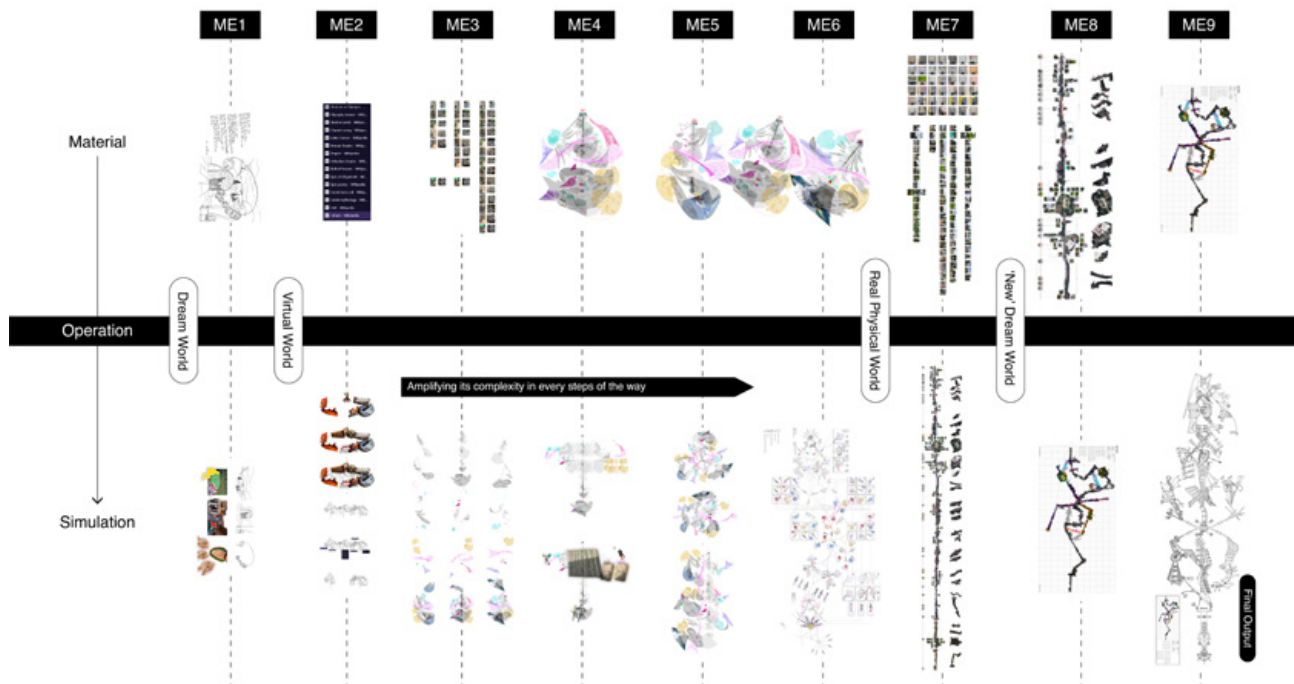 ME1
ME2
ME3
ME4
ME5
ME6
ME7
ME8
ME9
Material
Dream World
Virtual World
Real Physical World
'New' Dream World
Operation
Amplifying its complexity in every steps of the way
Simulation
Final Output